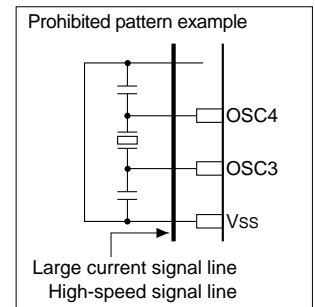 Prohibited pattern example
OSC4
OSC3
Vss
Large current signal line
High-speed signal line